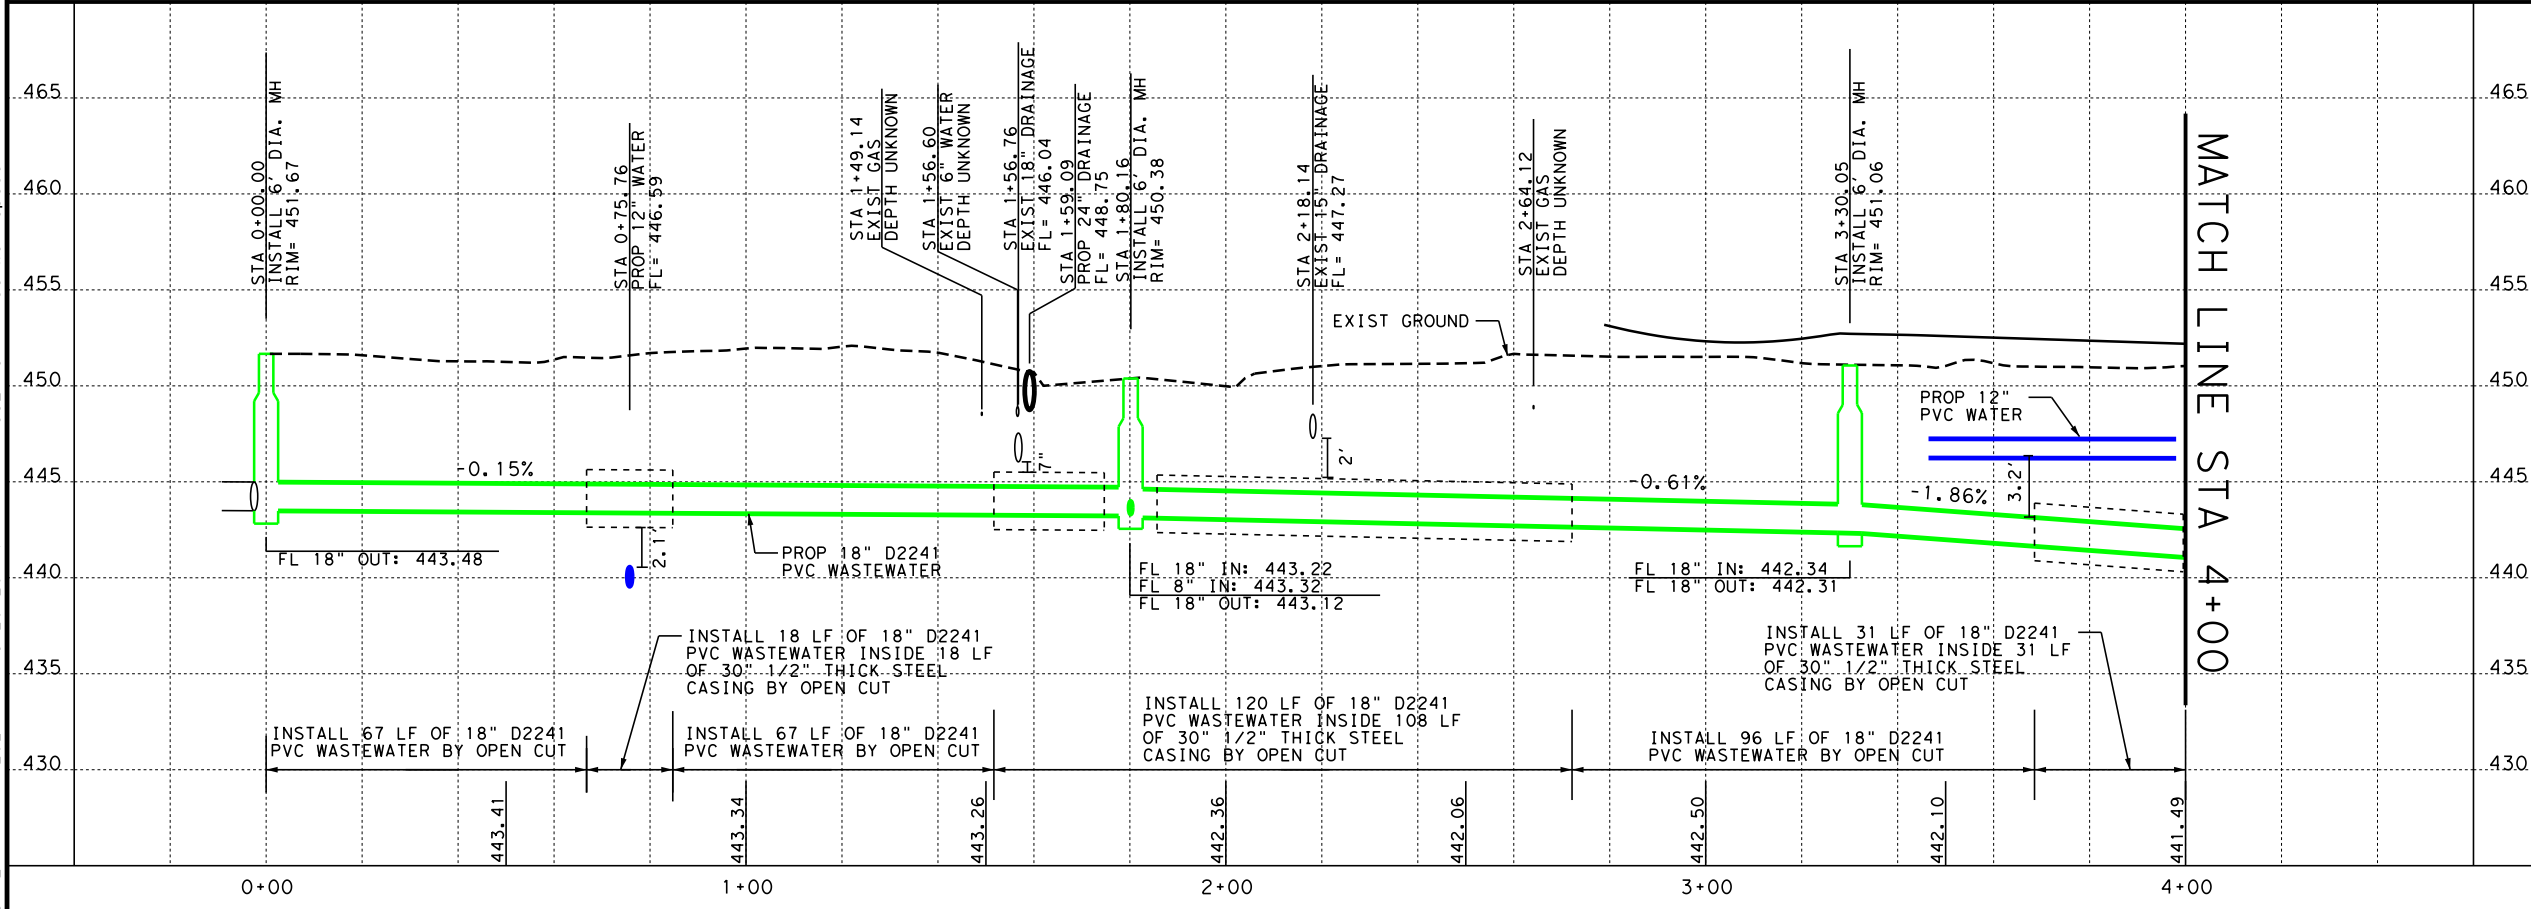 465
460
455
450
445
440
435
430
465
460
455
450
445
440
435
430
STA 0+00.00
INSTALL 6' DIA. MH
RIM= 451.67
STA 0+75.76
PROP 12" WATER
FL= 446.59
STA 1+49.14
EXIST GAS
DEPTH UNKNOWN
STA 1+56.60
EXIST 6" WATER
DEPTH UNKNOWN
STA 1+56.76
EXIST 18" DRAINAGE
FL= 446.04
STA 1+59.09
PROP 24" DRAINAGE
FL= 448.75
STA 1+80.16
INSTALL 6' DIA. MH
RIM= 450.38
STA 2+18.14
EXIST 15" DRAINAGE
FL= 447.27
STA 2+64.12
EXIST GAS
DEPTH UNKNOWN
STA 3+30.05
INSTALL 6' DIA. MH
RIM= 451.06
MATCH LINE STA 4+00
EXIST GROUND
PROP 12"
PVC WATER
-0.15%
7"
2'
-0.61%
-1.86%
3.2'
2.1'
FL 18" OUT: 443.48
PROP 18" D2241
PVC WASTEWATER
FL 18" IN: 443.22
FL 8" IN: 443.32
FL 18" OUT: 443.12
FL 18" IN: 442.34
FL 18" OUT: 442.31
INSTALL 18 LF OF 18" D2241
PVC WASTEWATER INSIDE 18 LF
OF 30" 1/2" THICK STEEL
CASING BY OPEN CUT
INSTALL 31 LF OF 18" D2241
PVC WASTEWATER INSIDE 31 LF
OF 30" 1/2" THICK STEEL
CASING BY OPEN CUT
INSTALL 67 LF OF 18" D2241
PVC WASTEWATER BY OPEN CUT
INSTALL 67 LF OF 18" D2241
PVC WASTEWATER BY OPEN CUT
INSTALL 120 LF OF 18" D2241
PVC WASTEWATER INSIDE 108 LF
OF 30" 1/2" THICK STEEL
CASING BY OPEN CUT
INSTALL 96 LF OF 18" D2241
PVC WASTEWATER BY OPEN CUT
443.41
443.34
443.26
442.36
442.06
442.50
442.10
441.49
0+00
1+00
2+00
3+00
4+00